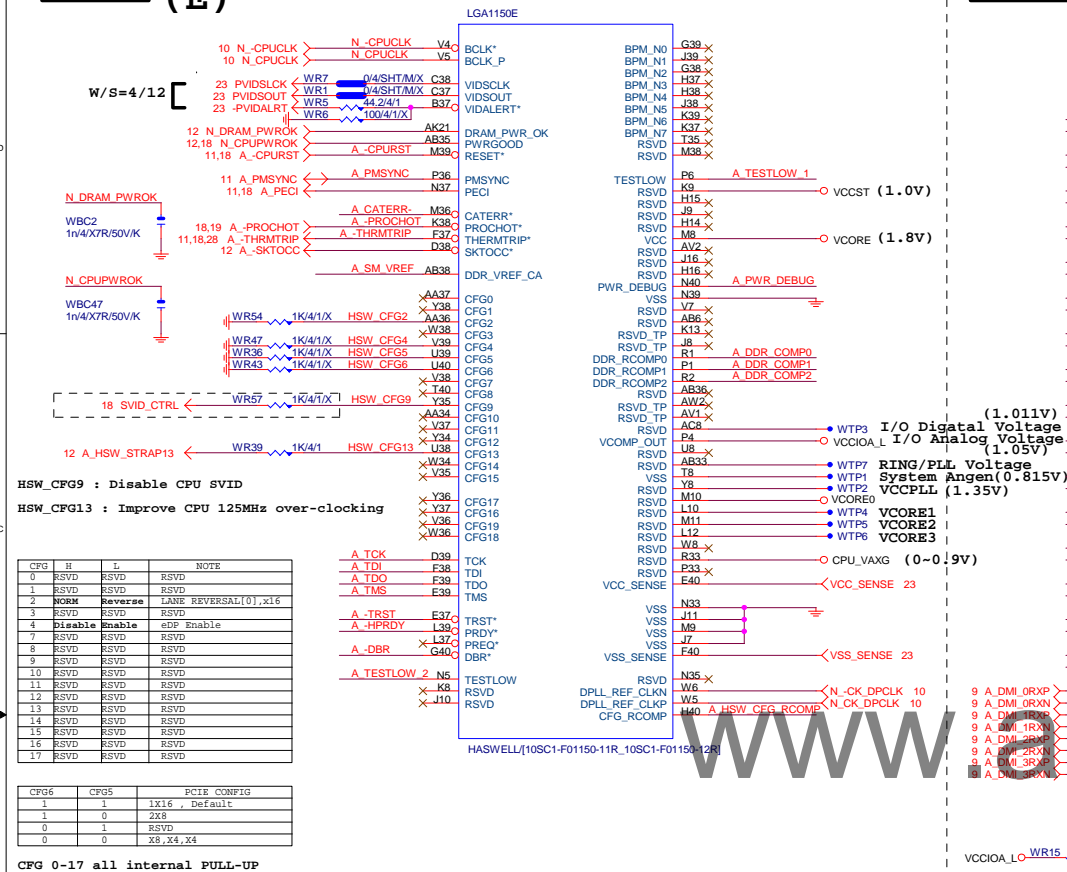 (E)
LGA1150E
10 N_-CPUCLK N_-CPUCLK V4 BCLK*
10 N_CPUCLK N_CPUCLK V5 BCLK_P
W/S=4/12
23 PVIDSLCK WR7 0/4/SHT/M/X C38 VIDSCLK
23 PVIDSOUT WR1 0/4/SHT/M/X C37 VIDSOUT
23 -PVIDALRT WR5 44.2/4/1 B37 VIDALERT*
WR6 100/4/1/X
12 N_DRAM_PWROK AK21 DRAM_PWR_OK
12,18 N_CPUPWROK AB35 PWRGOOD
11,18 A_-CPURST A_-CPURST M39 RESET*
11 A_PMSYNC A_PMSYNC P36 PMSYNC
11,18 A_PECI N37 PECI
A_CATERR- M36 CATERR*
18,19 A_-PROCHOT A_-PROCHOT K38 PROCHOT*
11,18,28 A_-THRMTRIP A_-THRMTRIP F37 THERMTRIP*
12 A_-SKTOCC D38 SKTOCC*
A_SM_VREF AB38 DDR_VREF_CA
N_DRAM_PWROK
WBC2
1n/4/X7R/50V/K
N_CPUPWROK
WBC47
1n/4/X7R/50V/K
AA37 CFG0
Y38 CFG1
WR54 1K/4/1/X HSW_CFG2 AA36 CFG2
W38 CFG3
WR47 1K/4/1/X HSW_CFG4 V39 CFG4
WR36 1K/4/1/X HSW_CFG5 U39 CFG5
WR43 1K/4/1/X HSW_CFG6 U40 CFG6
V38 CFG7
T40 CFG8
18 SVID_CTRL WR57 1K/4/1/X HSW_CFG9 Y35 CFG9
AA34 CFG10
V37 CFG11
Y34 CFG12
12 A_HSW_STRAP13 WR39 1K/4/1 HSW_CFG13 U38 CFG13
W34 CFG14
V35 CFG15
Y36 CFG17
Y37 CFG16
V36 CFG19
W36 CFG18
HSW_CFG9 : Disable CPU SVID
HSW_CFG13 : Improve CPU 125MHz over-clocking
A_TCK D39 TCK
A_TDI F38 TDI
A_TDO F39 TDO
A_TMS E39 TMS
A_-TRST E37 TRST*
A_-HPRDY L39 PRDY*
L37 PREQ*
A_-DBR G40 DBR*
A_TESTLOW_2 N5 TESTLOW
K8 RSVD
J10 RSVD
BPM_N0 G39
BPM_N1 J39
BPM_N2 G38
BPM_N3 H37
BPM_N4 H38
BPM_N5 J38
BPM_N6 K39
BPM_N7 K37
RSVD T35
RSVD M38
TESTLOW P6 A_TESTLOW_1
RSVD K9 VCCST (1.0V)
RSVD H15
RSVD J9
RSVD H14
VCC M8 VCORE (1.8V)
RSVD AV2
RSVD J16
RSVD H16
PWR_DEBUG N40 A_PWR_DEBUG
VSS N39
RSVD V7
RSVD AB6
RSVD_TP K13
RSVD_TP J8
DDR_RCOMP0 R1 A_DDR_COMP0
DDR_RCOMP1 P1 A_DDR_COMP1
DDR_RCOMP2 R2 A_DDR_COMP2
RSVD AB36
RSVD_TP AW2
RSVD_TP AV1
(1.011V)
RSVD AC8 WTP3 I/O Digatal Voltage
VCOMP_OUT P4 VCCIOA_L I/O Analog Voltage
(1.05V)
RSVD U8
RSVD AB33 WTP7 RING/PLL Voltage
VSS T8 WTP1 System Angen(0.815V)
RSVD Y8 WTP2 VCCPLL (1.35V)
RSVD M10 VCORE0
RSVD L10 WTP4 VCORE1
RSVD M11 WTP5 VCORE2
RSVD L12 WTP6 VCORE3
RSVD W8
RSVD R33 CPU_VAXG (0~0.9V)
RSVD P33
VCC_SENSE E40 VCC_SENSE 23
VSS N33
VSS J11
VSS M9
VSS J7
VSS_SENSE F40 VSS_SENSE 23
RSVD N35
DPLL_REF_CLKN W6 N_-CK_DPCLK 10
DPLL_REF_CLKP W5 N_CK_DPCLK 10
CFG_RCOMP H40 A_HSW_CFG_RCOMP
HASWELL/[10SC1-F01150-11R_10SC1-F01150-12R]
CFG H L NOTE
0 RSVD RSVD RSVD
1 RSVD RSVD RSVD
2 NORM Reverse LANE REVERSAL[0],x16
3 RSVD RSVD RSVD
4 Disable Enable eDP Enable
7 RSVD RSVD RSVD
8 RSVD RSVD RSVD
9 RSVD RSVD RSVD
10 RSVD RSVD RSVD
11 RSVD RSVD RSVD
12 RSVD RSVD RSVD
13 RSVD RSVD RSVD
14 RSVD RSVD RSVD
15 RSVD RSVD RSVD
16 RSVD RSVD RSVD
17 RSVD RSVD RSVD
CFG6 CFG5 PCIE CONFIG
1 1 1X16 , Default
1 0 2X8
0 1 RSVD
0 0 X8,X4,X4
CFG 0-17 all internal PULL-UP
9 A_DMI_0RXP
9 A_DMI_0RXN
9 A_DMI_1RXP
9 A_DMI_1RXN
9 A_DMI_2RXP
9 A_DMI_2RXN
9 A_DMI_3RXP
9 A_DMI_3RXN
www.a
VCCIOA_L WR15